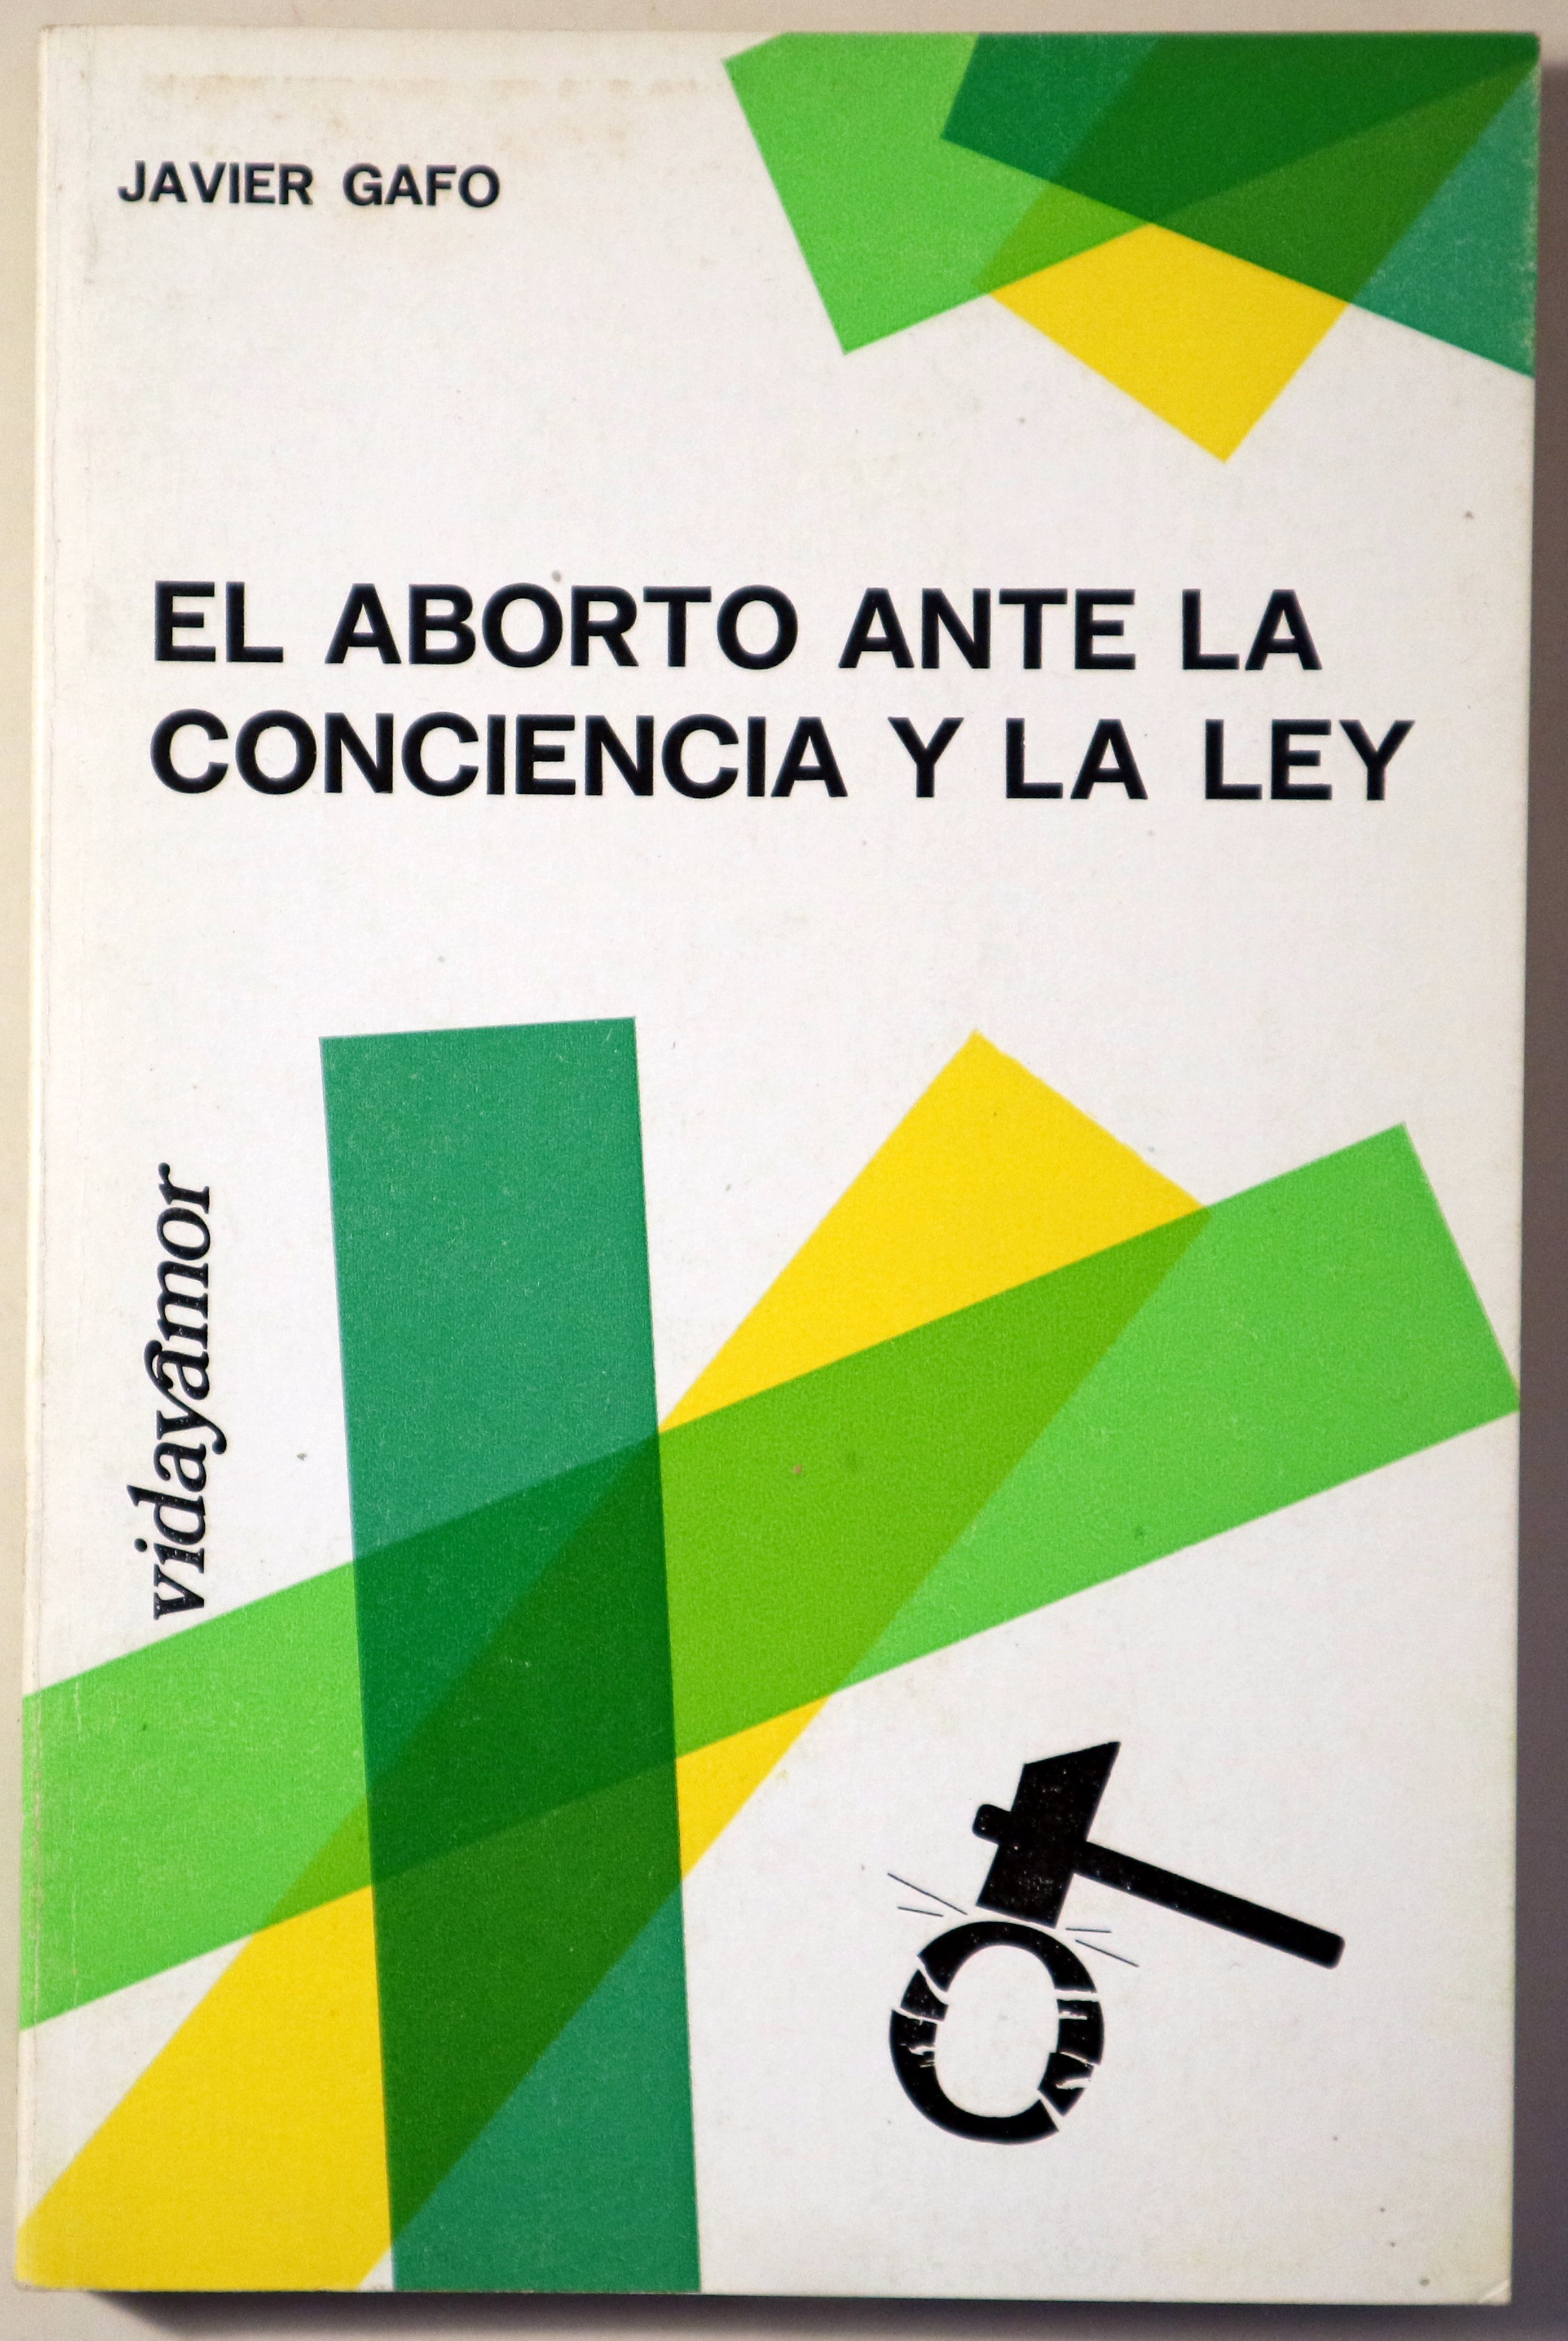 JAVIER GAFO
EL ABORTO ANTE LA
CONCIENCIA Y LA LEY
vidayamor